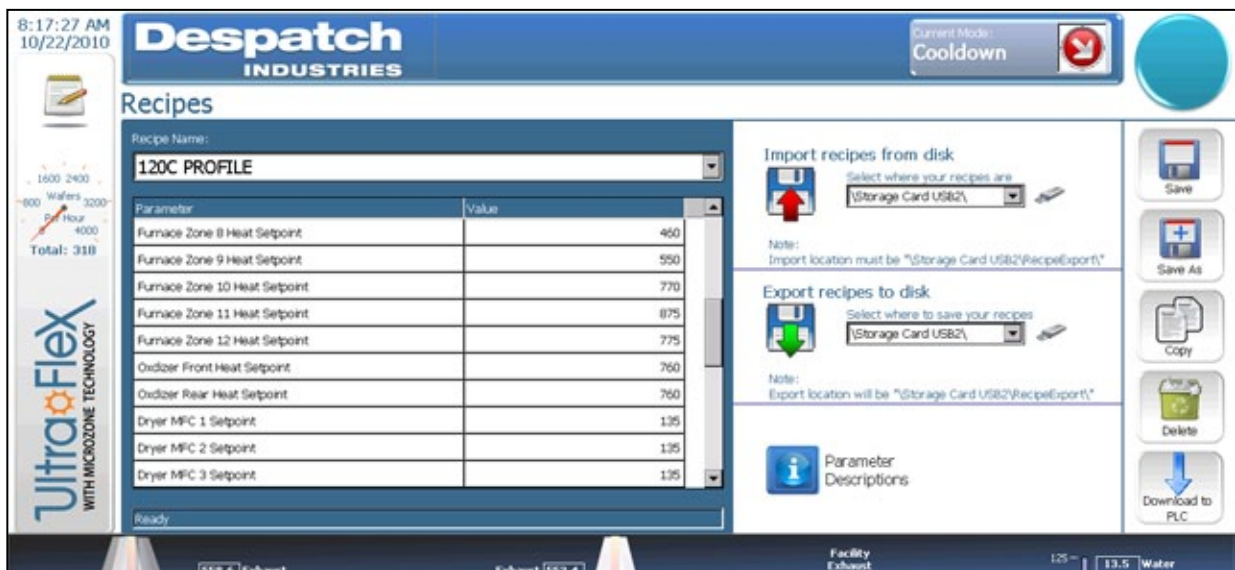 8:17:27 AM
10/22/2010
Despatch
INDUSTRIES
Current Mode:
Cooldown
Recipes
1600 2400
800 Wafers 3200
Per Hour
4000
Total: 318
UltraFleX
WITH MICROZONE TECHNOLOGY
Recipe Name:
120C PROFILE
Parameter Value
Furnace Zone 8 Heat Setpoint 460
Furnace Zone 9 Heat Setpoint 550
Furnace Zone 10 Heat Setpoint 770
Furnace Zone 11 Heat Setpoint 875
Furnace Zone 12 Heat Setpoint 775
Oxdizer Front Heat Setpoint 760
Oxdizer Rear Heat Setpoint 760
Dryer MFC 1 Setpoint 135
Dryer MFC 2 Setpoint 135
Dryer MFC 3 Setpoint 135
Ready
Import recipes from disk
Select where your recipes are
\Storage Card USB2\
Note:
Import location must be "\Storage Card USB2\RecipeExport\"
Export recipes to disk
Select where to save your recipes
\Storage Card USB2\
Note:
Export location will be "\Storage Card USB2\RecipeExport\"
Parameter
Descriptions
Save
Save As
Copy
Delete
Download to
PLC
Exhaust
Exhaust
Facility
Exhaust
125
13.5 Water